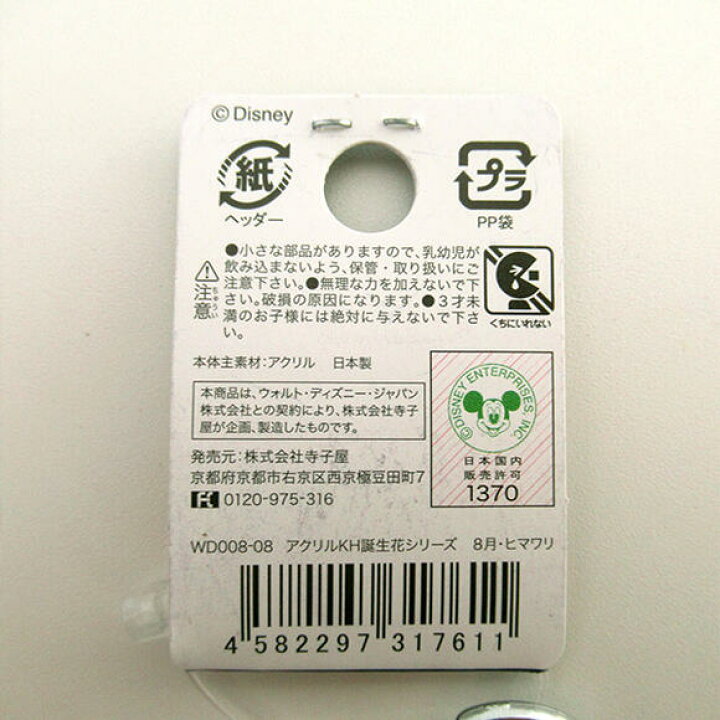 © Disney
紙
ヘッダー
プラ
PP袋
注意
ちゅうい
●小さな部品がありますので、乳幼児が
飲み込まないよう、保管・取り扱いにご
注意下さい。●無理な力を加えないで下
さい。破損の原因になります。●3才未
満のお子様には絶対に与えないで下さ
い。
くちにいれない
本体主素材:アクリル 日本製
本商品は、ウォルト・ディズニー・ジャパン
株式会社との契約により、株式会社寺子
屋が企画、製造したものです。
©DISNEY ENTERPRISES INC.
日本国内
販売許可
1370
発売元:株式会社寺子屋
京都府京都市右京区西京極豆田町7
0120-975-316
WD008-08 アクリルKH誕生花シリーズ 8月・ヒマワリ
4 582297 317611